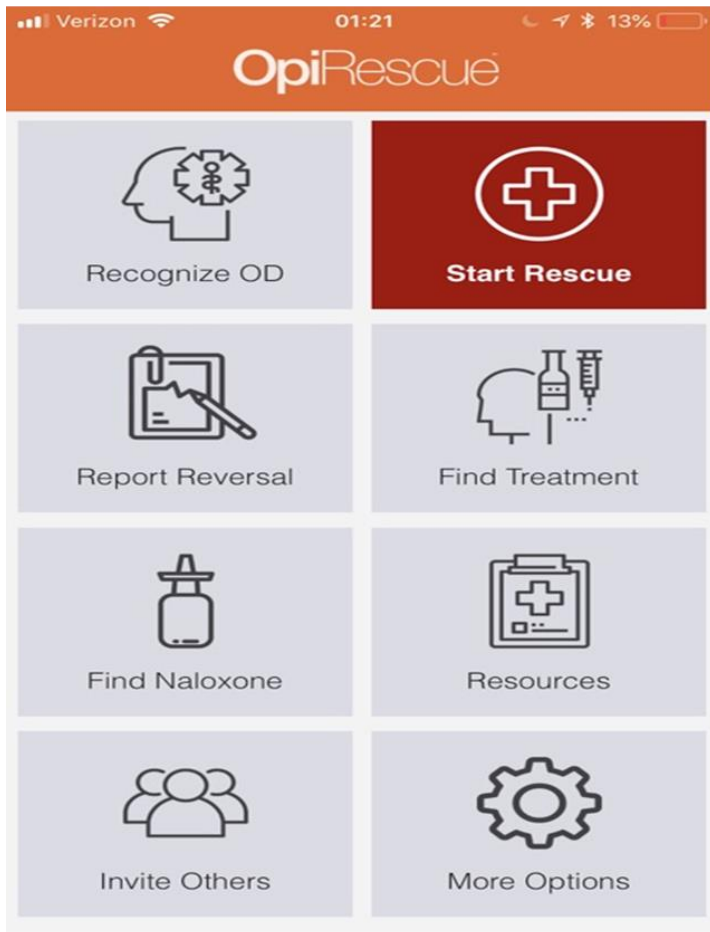 Verizon 01:21 13%
OpiRescue™
Recognize OD Start Rescue
Report Reversal Find Treatment
Find Naloxone Resources
Invite Others More Options